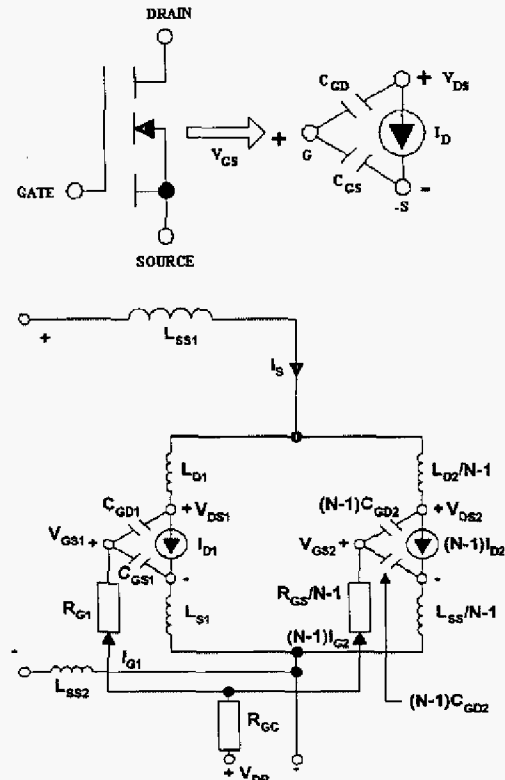 DRAIN
C_GD
+ V_DS
V_GS
+
G
I_D
C_GS
-S
-
GATE
SOURCE
+
L_SS1
I_S
L_D1
L_D2/N-1
C_GD1
+ V_DS1
(N-1)C_GD2
+ V_DS2
V_GS1 +
I_D1
V_GS2 +
(N-1)I_D2
C_GS1
-
-
R_G1
L_S1
R_GS/N-1
L_SS/N-1
-
I_G1
(N-1)I_G2
L_SS2
(N-1)C_GD2
R_GC
+ V_DR
-